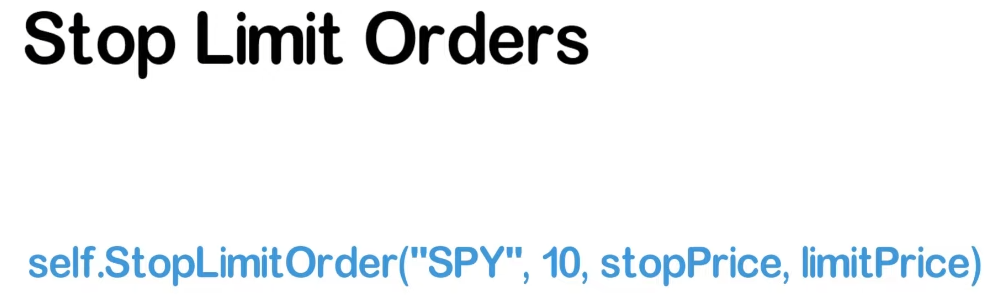 Stop Limit Orders
self.StopLimitOrder("SPY", 10, stopPrice, limitPrice)